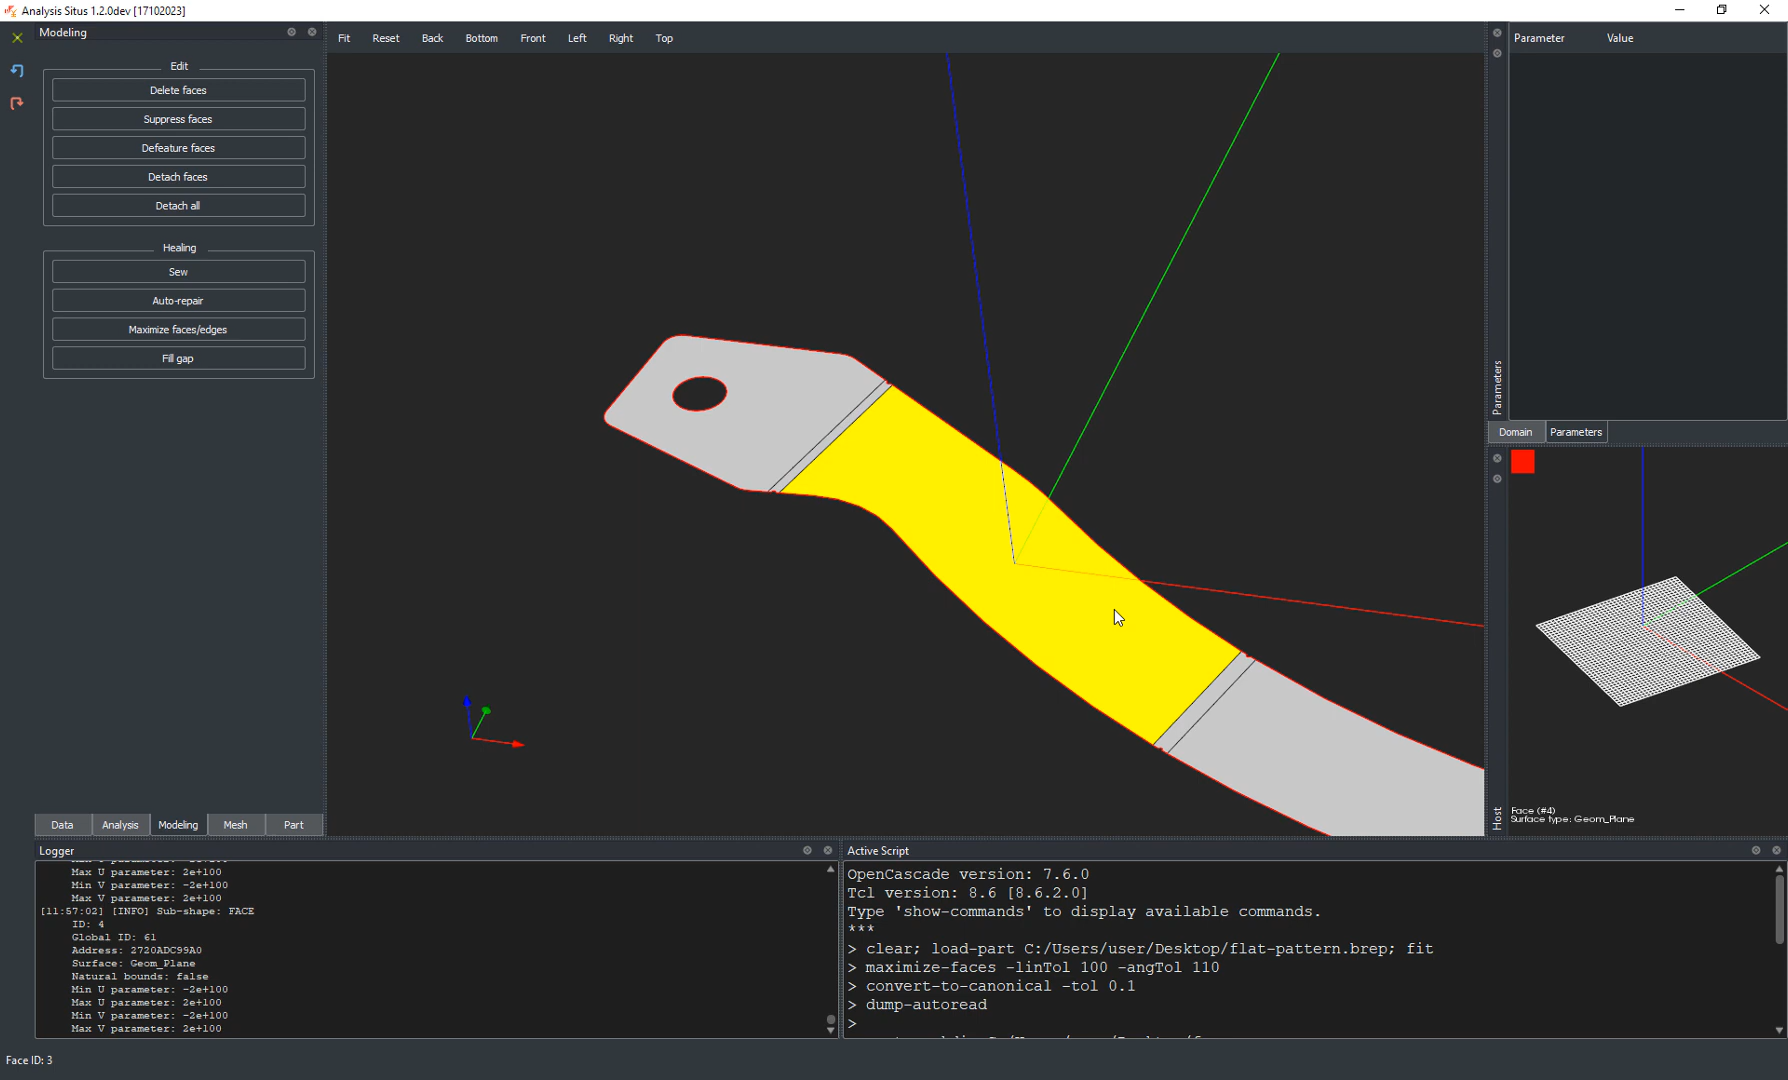 Analysis Situs 1.2.0dev [17102023]
Modeling
Edit
Delete faces
Suppress faces
Defeature faces
Detach faces
Detach all
Healing
Sew
Auto-repair
Maximize faces/edges
Fill gap
Data Analysis Modeling Mesh Part
Fit Reset Back Bottom Front Left Right Top
Parameter Value
Parameters
Domain Parameters
Host
Face (#4)
Surface type: Geom_Plane
Logger
Max U parameter: 2e+100
Min V parameter: -2e+100
Max V parameter: 2e+100
[11:57:02] [INFO] Sub-shape: FACE
ID: 4
Global ID: 61
Address: 2720ADC99A0
Surface: Geom_Plane
Natural bounds: false
Min U parameter: -2e+100
Max U parameter: 2e+100
Min V parameter: -2e+100
Max V parameter: 2e+100
Active Script
OpenCascade version: 7.6.0
Tcl version: 8.6 [8.6.2.0]
Type 'show-commands' to display available commands.
***
> clear; load-part C:/Users/user/Desktop/flat-pattern.brep; fit
> maximize-faces -linTol 100 -angTol 110
> convert-to-canonical -tol 0.1
> dump-autoread
>
Face ID: 3